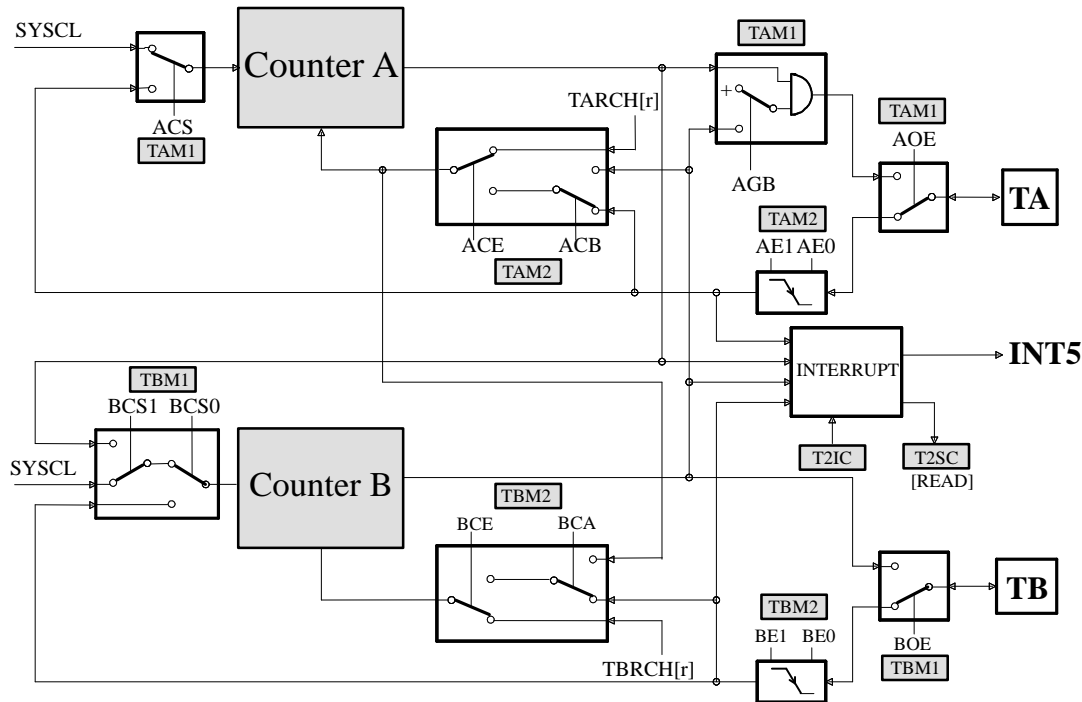 SYSCL
ACS
TAM1
Counter A
TARCH[r]
ACE ACB
TAM2
TAM1
+
AGB
TAM1
AOE
TA
TAM2
AE1 AE0
INTERRUPT
INT5
T2IC
T2SC
[READ]
TBM1
BCS1 BCS0
SYSCL
Counter B
TBM2
BCE BCA
TBRCH[r]
TBM2
BE1 BE0
TB
BOE
TBM1